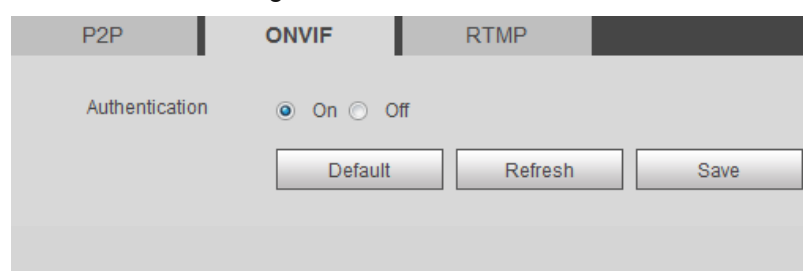 P2P ONVIF RTMP
Authentication On Off
Default Refresh Save